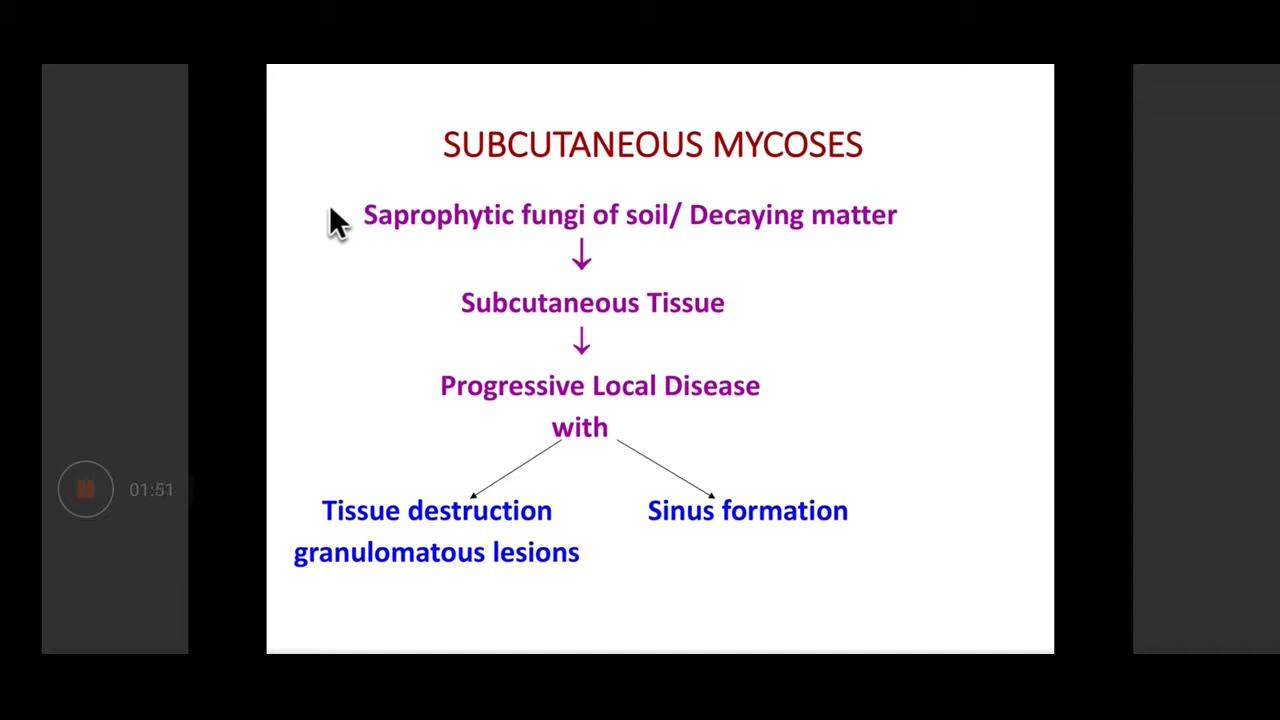 SUBCUTANEOUS MYCOSES
Saprophytic fungi of soil/ Decaying matter
↓
Subcutaneous Tissue
↓
Progressive Local Disease
with
Tissue destruction
granulomatous lesions
Sinus formation
01:51